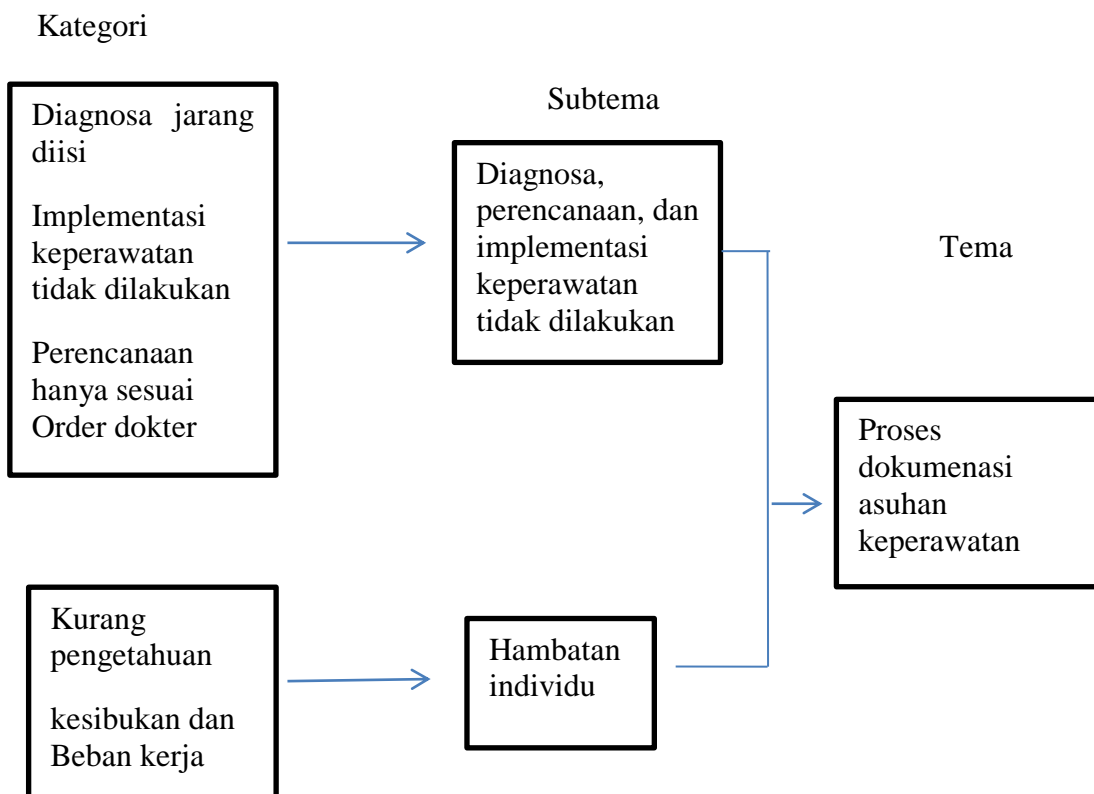 Kategori
Diagnosa jarang
diisi
Implementasi
keperawatan
tidak dilakukan
Perencanaan
hanya sesuai
Order dokter
Subtema
Diagnosa,
perencanaan, dan
implementasi
keperawatan
tidak dilakukan
Tema
Proses
dokumenasi
asuhan
keperawatan
Kurang
pengetahuan
kesibukan dan
Beban kerja
Hambatan
individu